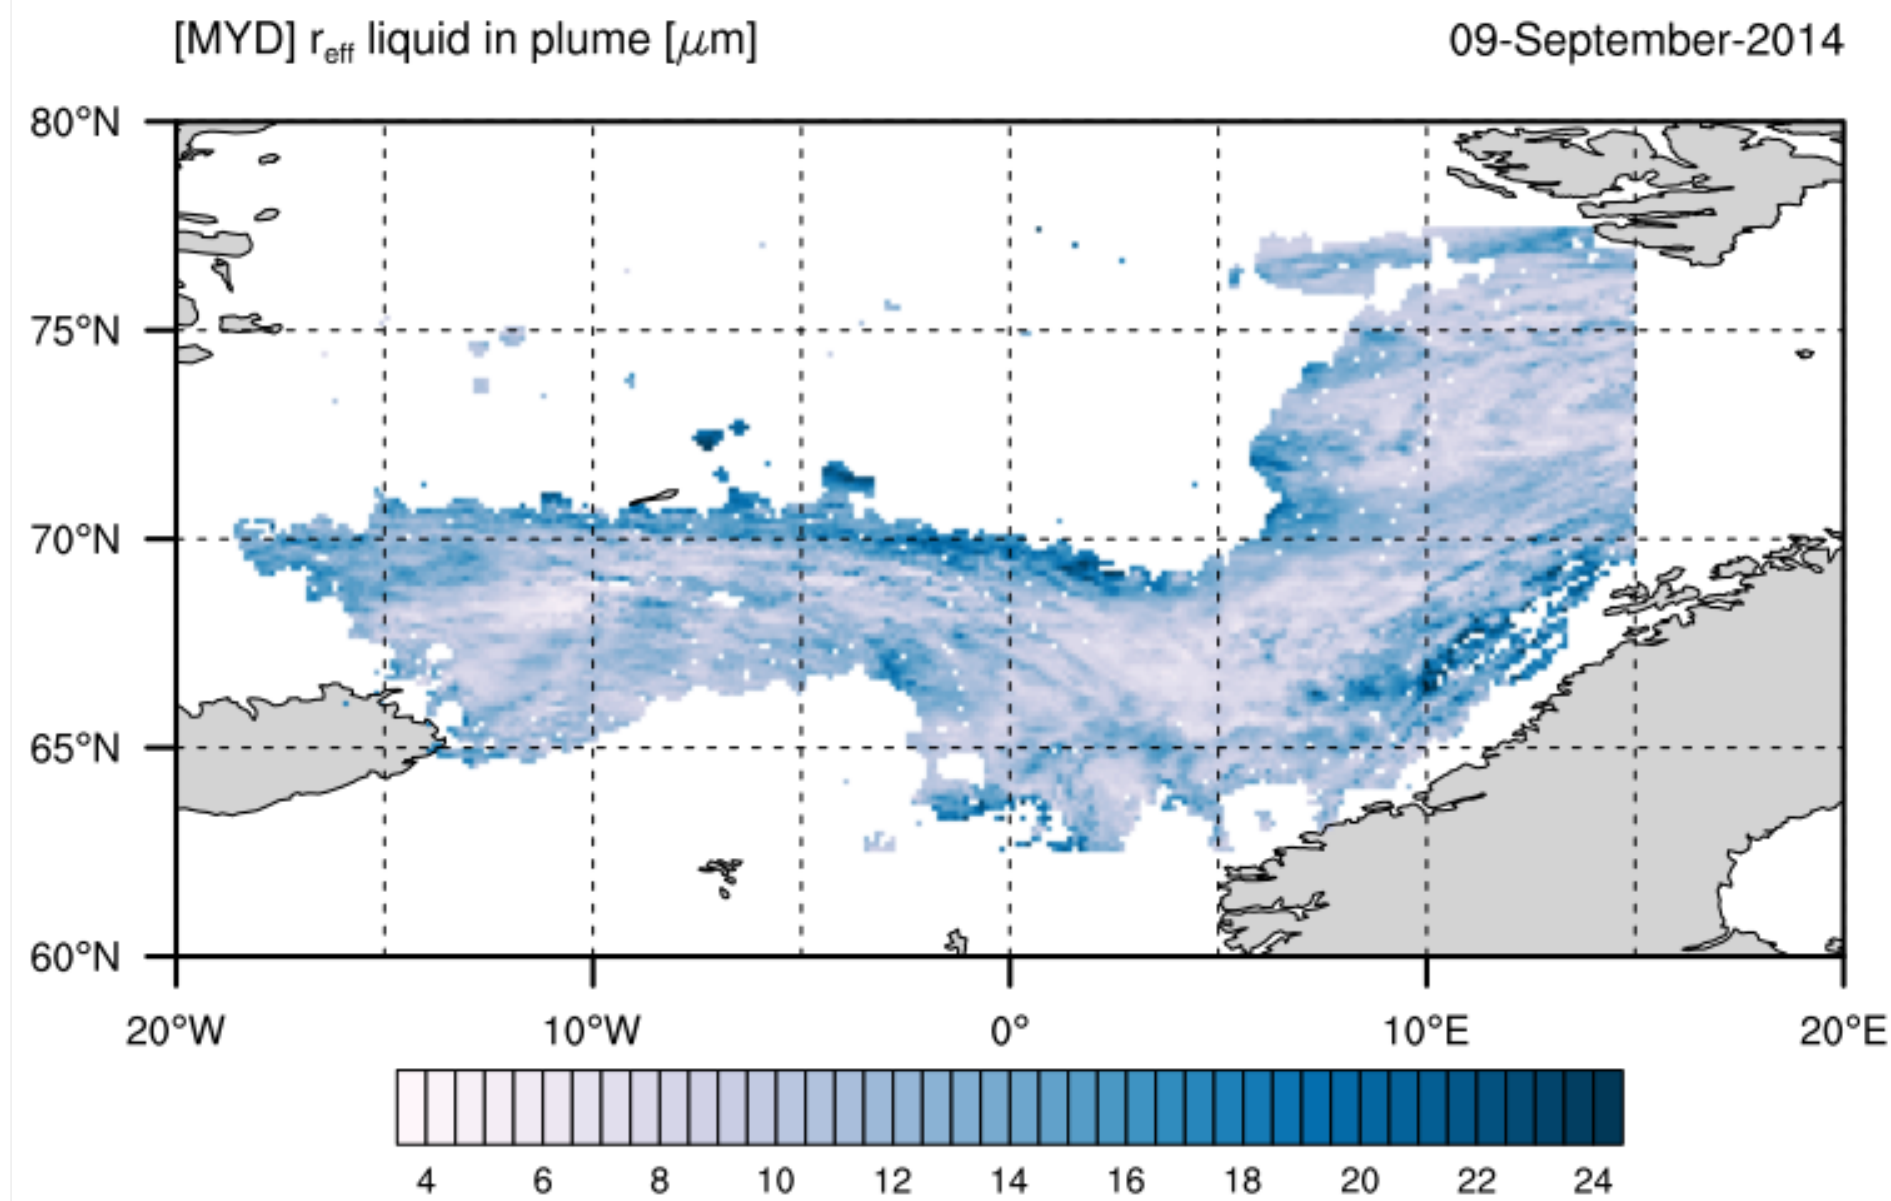 [MYD] r_eff liquid in plume [μm] 09-September-2014
80°N
75°N
70°N
65°N
60°N
20°W 10°W 0° 10°E 20°E
4 6 8 10 12 14 16 18 20 22 24